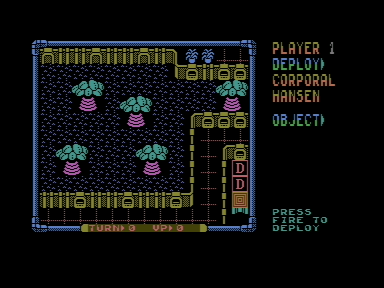 PLAYER 1
DEPLOY
CORPORAL
HANSEN
OBJECT
D
D
PRESS
FIRE TO
DEPLOY
TURN 0 VP 0